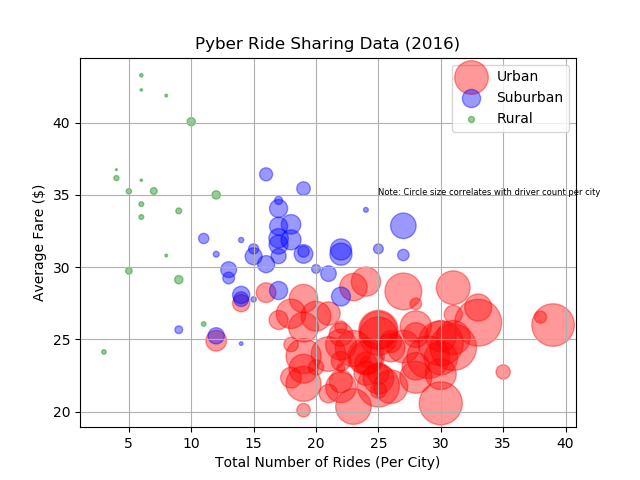 Pyber Ride Sharing Data (2016)
Urban
Suburban
Rural
40
35
30
25
20
Note: Circle size correlates with driver count per city
Average Fare ($)
5
10
15
20
25
30
35
40
Total Number of Rides (Per City)